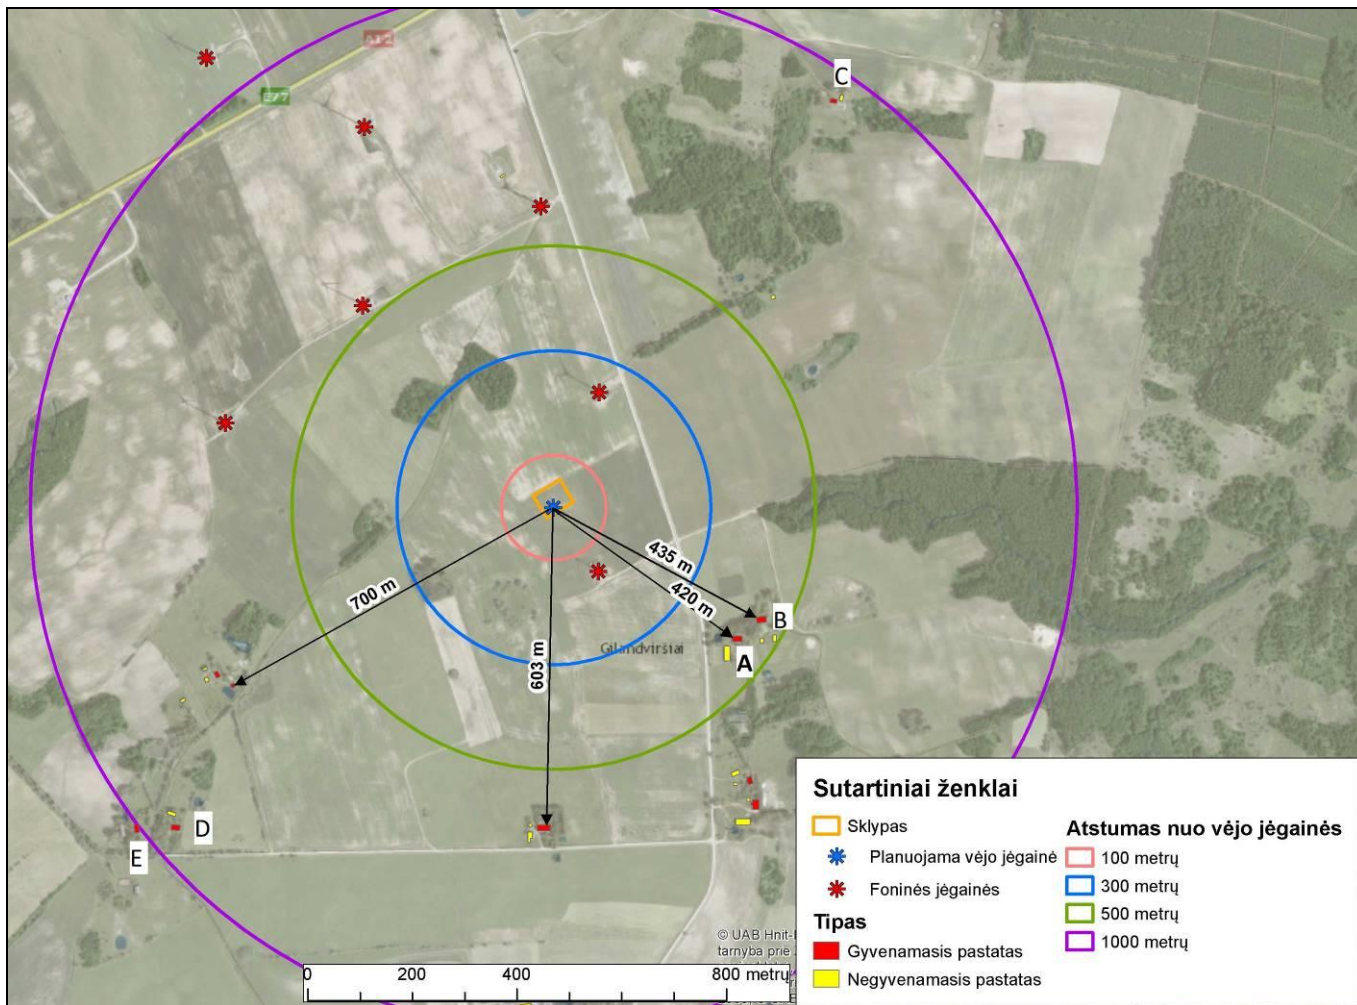 A12
E77
C
435 m
420 m
700 m
603 m
B
A
Gilandviršiai
D
E
Sutartiniai ženklai
Sklypas
Planuojama vėjo jėgainė
Foninės jėgainės
Tipas
Gyvenamasis pastatas
Negyvenamasis pastatas
Atstumas nuo vėjo jėgainės
100 metrų
300 metrų
500 metrų
1000 metrų
© UAB Hnit-
tarnyba prie
0 200 400 800 metrų